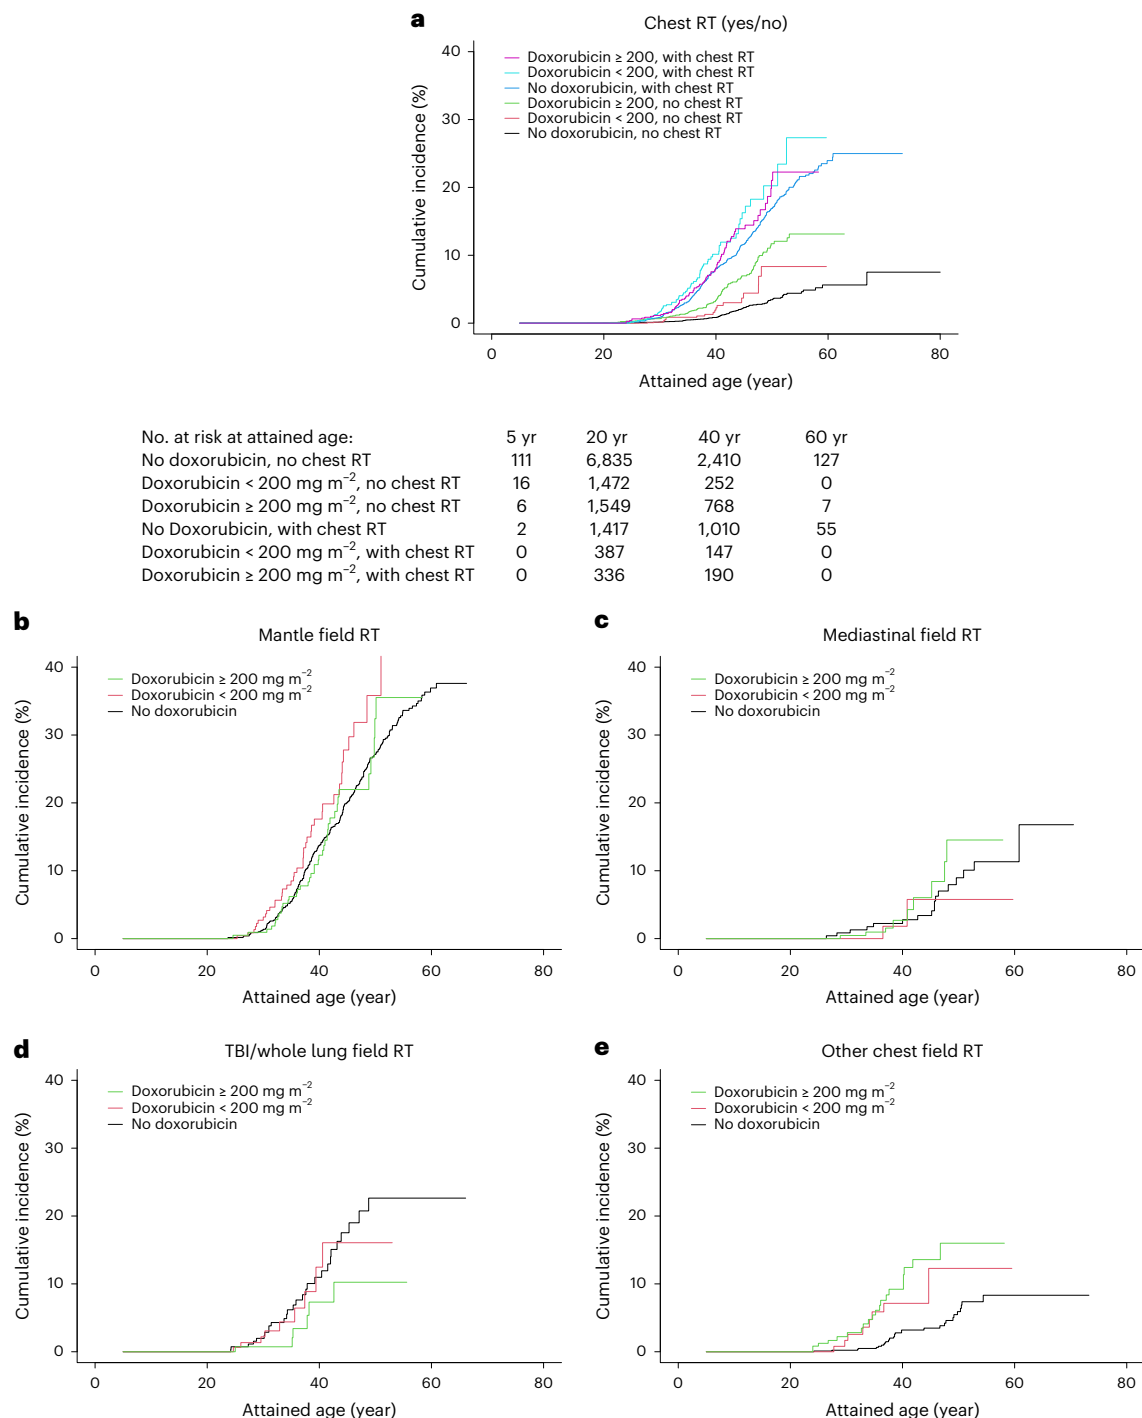 a
Chest RT (yes/no)
Cumulative incidence (%)
40
30
20
10
0
Doxorubicin ≥ 200, with chest RT
Doxorubicin < 200, with chest RT
No doxorubicin, with chest RT
Doxorubicin ≥ 200, no chest RT
Doxorubicin < 200, no chest RT
No doxorubicin, no chest RT
0 20 40 60 80
Attained age (year)
No. at risk at attained age: 5 yr 20 yr 40 yr 60 yr
No doxorubicin, no chest RT 111 6,835 2,410 127
Doxorubicin < 200 mg m⁻², no chest RT 16 1,472 252 0
Doxorubicin ≥ 200 mg m⁻², no chest RT 6 1,549 768 7
No Doxorubicin, with chest RT 2 1,417 1,010 55
Doxorubicin < 200 mg m⁻², with chest RT 0 387 147 0
Doxorubicin ≥ 200 mg m⁻², with chest RT 0 336 190 0
b
Mantle field RT
Cumulative incidence (%)
40
30
20
10
0
Doxorubicin ≥ 200 mg m⁻²
Doxorubicin < 200 mg m⁻²
No doxorubicin
0 20 40 60 80
Attained age (year)
c
Mediastinal field RT
Cumulative incidence (%)
40
30
20
10
0
Doxorubicin ≥ 200 mg m⁻²
Doxorubicin < 200 mg m⁻²
No doxorubicin
0 20 40 60 80
Attained age (year)
d
TBI/whole lung field RT
Cumulative incidence (%)
40
30
20
10
0
Doxorubicin ≥ 200 mg m⁻²
Doxorubicin < 200 mg m⁻²
No doxorubicin
0 20 40 60 80
Attained age (year)
e
Other chest field RT
Cumulative incidence (%)
40
30
20
10
0
Doxorubicin ≥ 200 mg m⁻²
Doxorubicin < 200 mg m⁻²
No doxorubicin
0 20 40 60 80
Attained age (year)